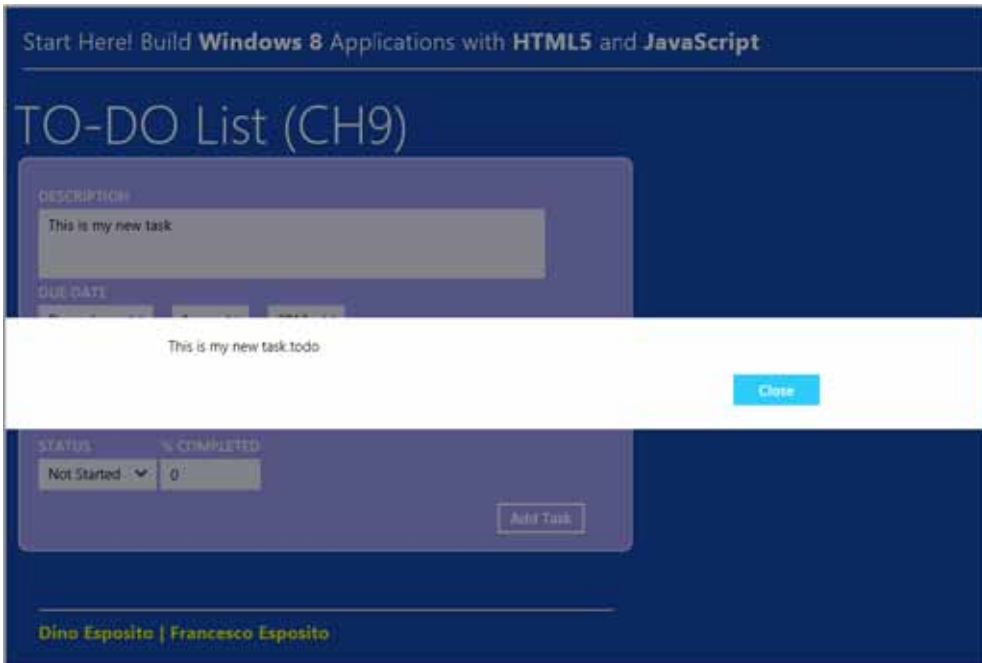 Start Here! Build Windows 8 Applications with HTML5 and JavaScript
TO-DO List (CH9)
DESCRIPTION
This is my new task
DUE DATE
This is my new task.todo
Close
STATUS % COMPLETED
Not Started 0
Add Task
Dino Esposito | Francesco Esposito